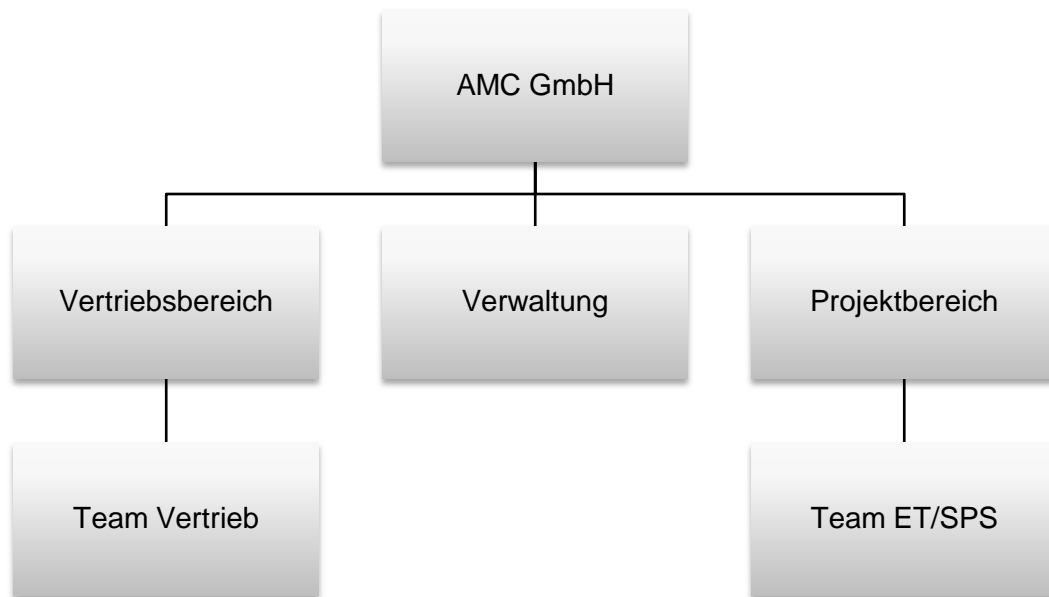 AMC GmbH
Vertriebsbereich
Verwaltung
Projektbereich
Team Vertrieb
Team ET/SPS